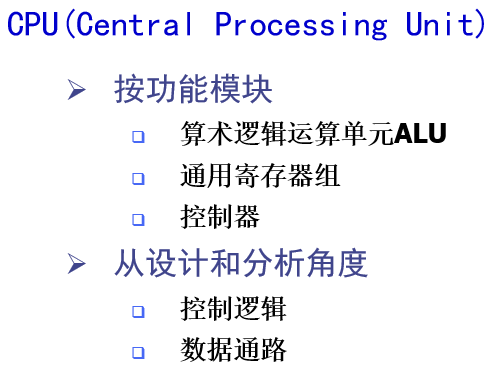 CPU(Central Processing Unit)
按功能模块
算术逻辑运算单元ALU
通用寄存器组
控制器
从设计和分析角度
控制逻辑
数据通路